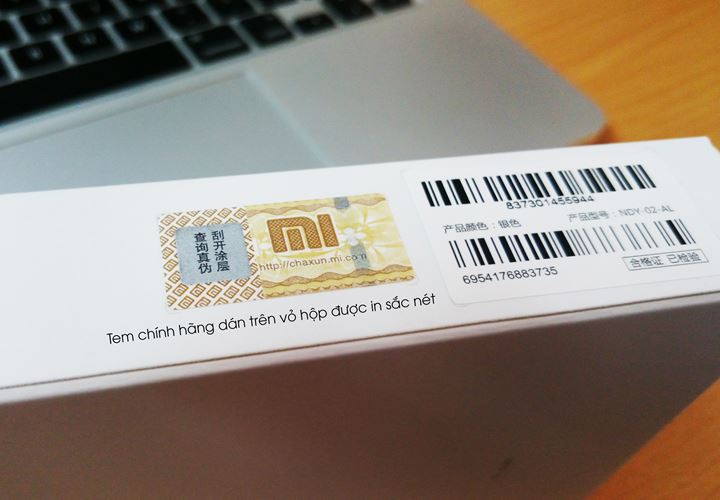 刮开涂层
查询真伪
mi
http://chaxun.mi.com
837301455944
产品颜色：银色 产品型号：NDY-02-AL
6954176883735
合格证 已检验
Tem chính hãng dán trên vỏ hộp được in sắc nét